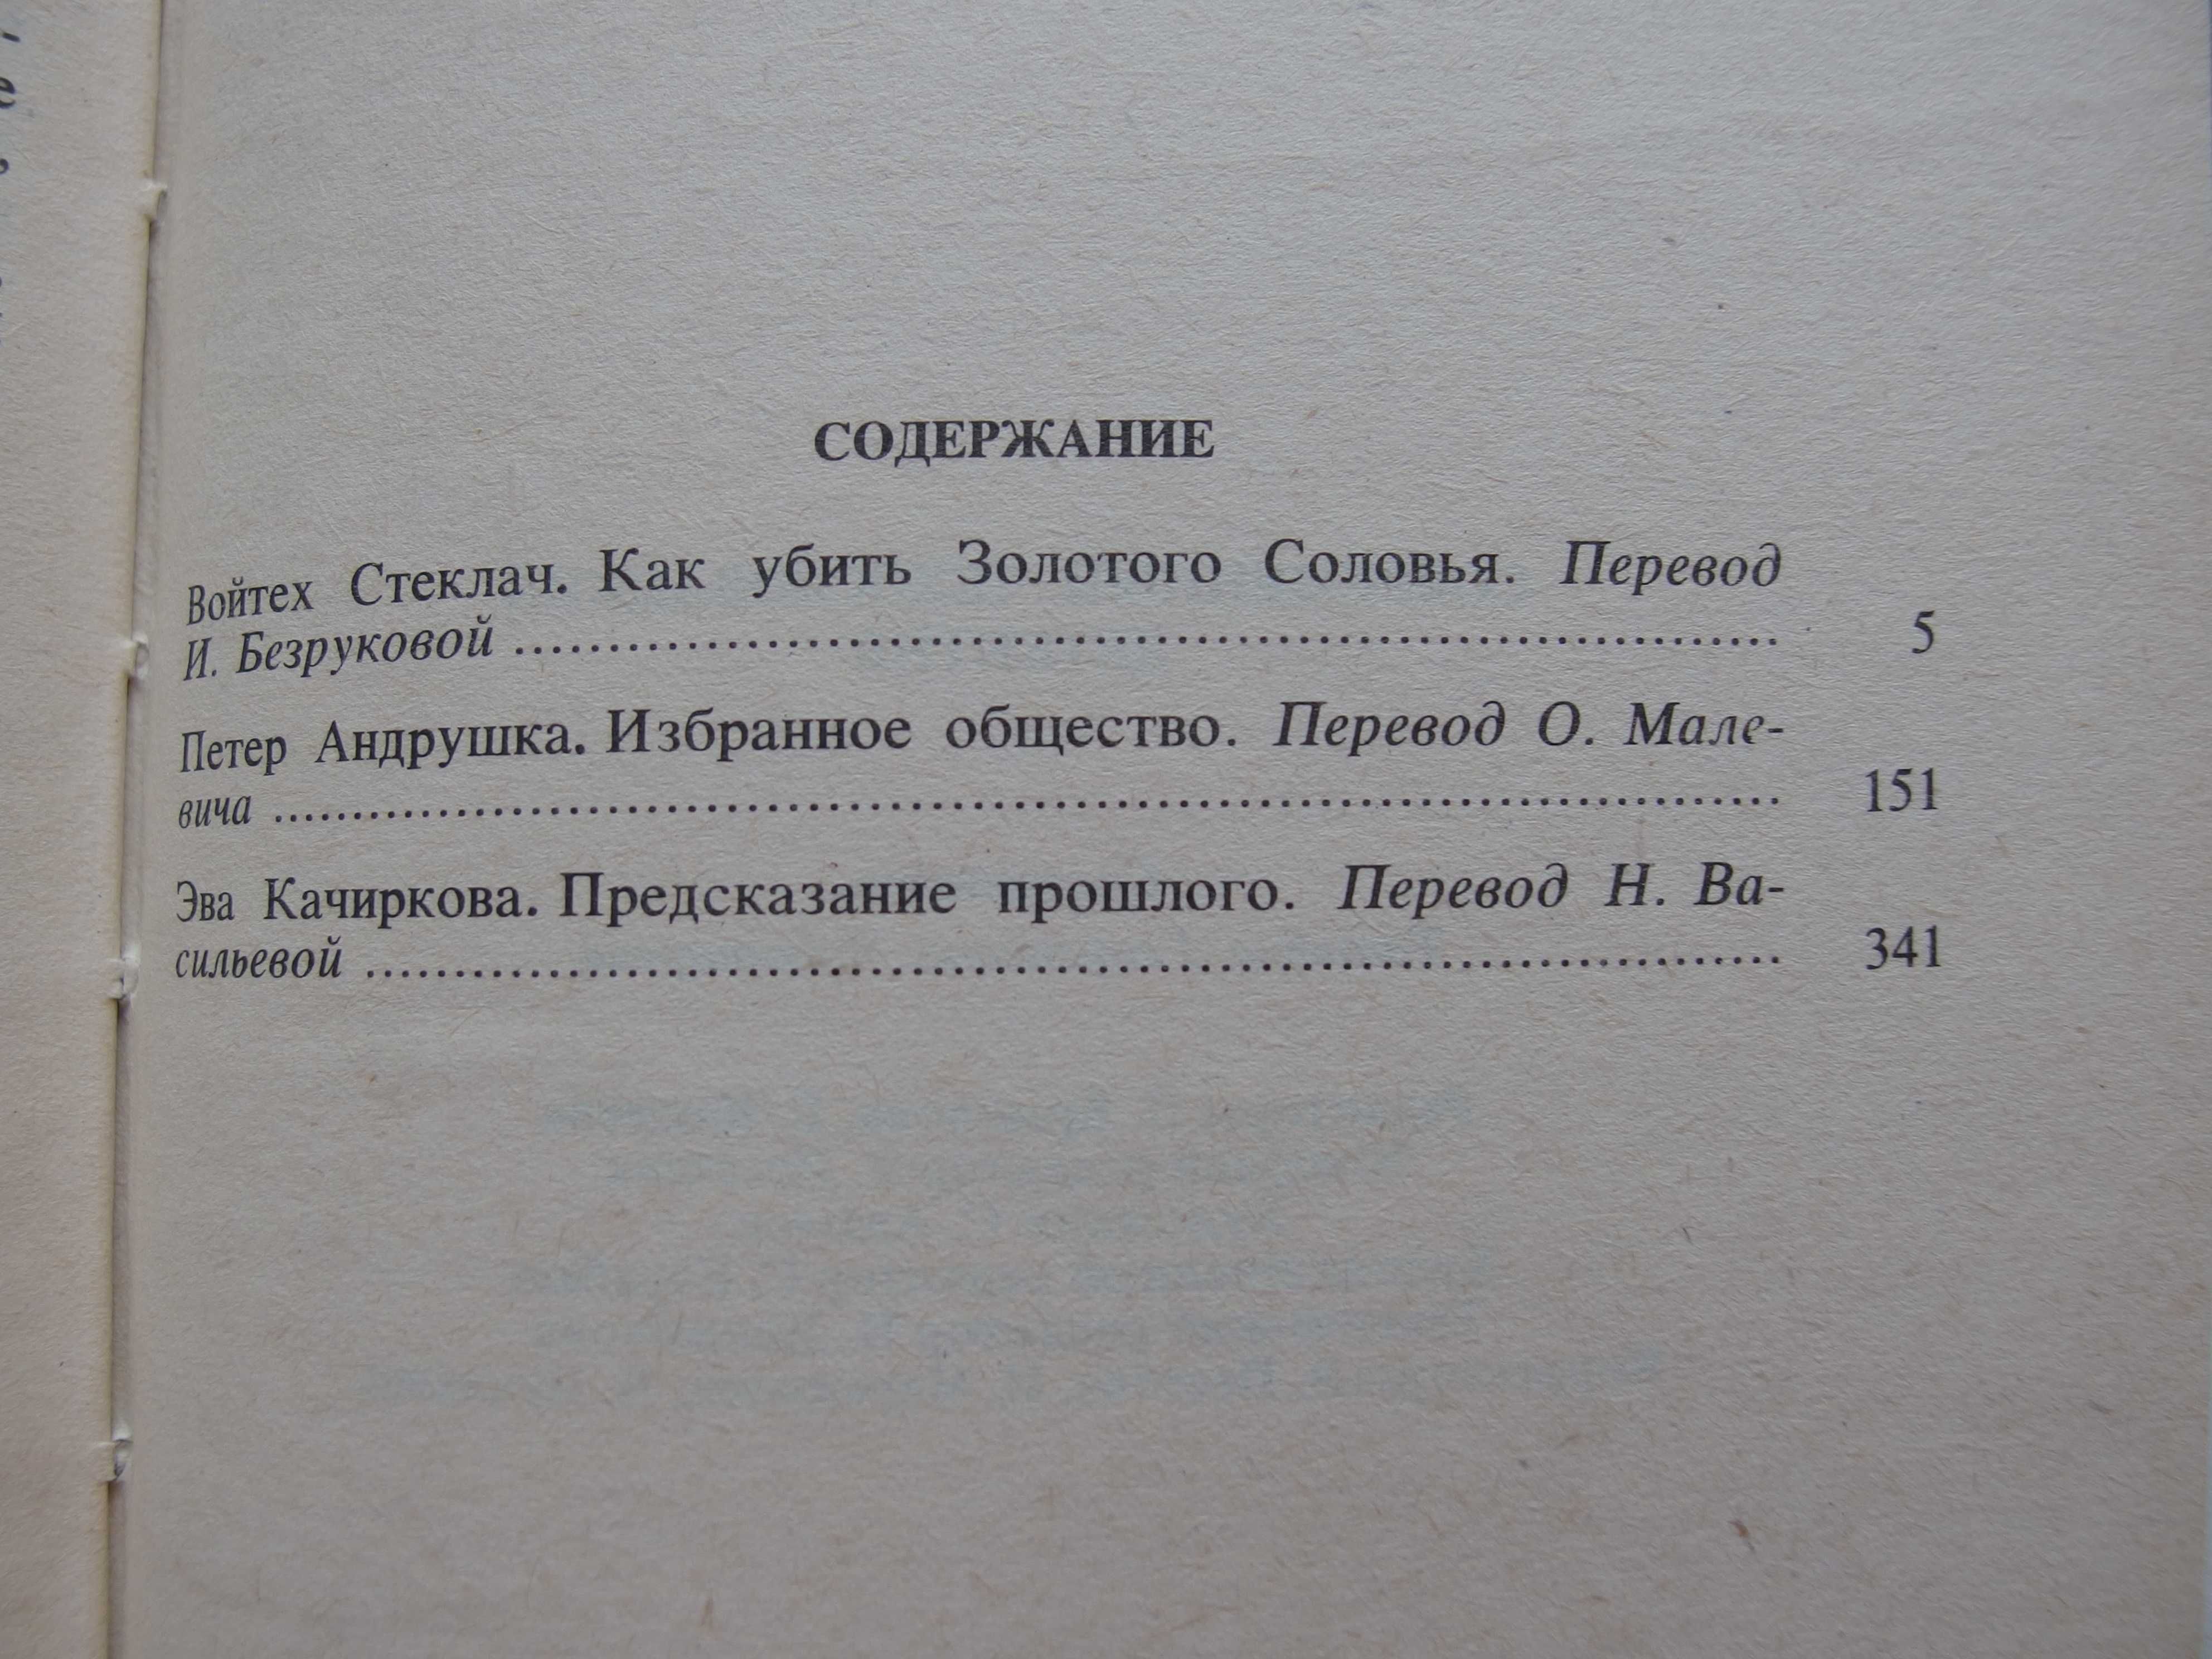 СОДЕРЖАНИЕ
Войтех Стеклач. Как убить Золотого Соловья. Перевод
И. Безруковой ........................................ 5
Петер Андрушка. Избранное общество. Перевод О. Мале-
вича ........................................ 151
Эва Качиркова. Предсказание прошлого. Перевод Н. Ва-
сильевой ........................................ 341